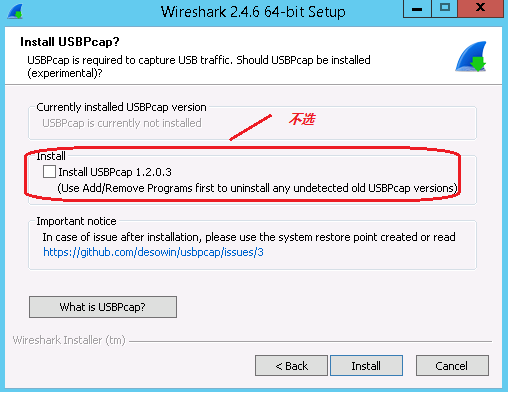 Wireshark 2.4.6 64-bit Setup
Install USBPcap?
USBPcap is required to capture USB traffic. Should USBPcap be installed
(experimental)?
Currently installed USBPcap version
USBPcap is currently not installed
不选
Install
Install USBPcap 1.2.0.3
(Use Add/Remove Programs first to uninstall any undetected old USBPcap versions)
Important notice
In case of issue after installation, please use the system restore point created or read
https://github.com/desowin/usbpcap/issues/3
What is USBPcap?
Wireshark Installer (tm)
< Back
Install
Cancel